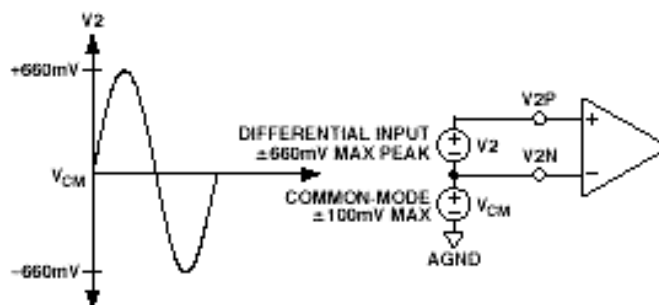 V2
+660mV
V2P
+
DIFFERENTIAL INPUT
±660mV MAX PEAK
+
−
V2
VCM
V2N
−
COMMON-MODE
±100mV MAX
+
−
VCM
AGND
−660mV